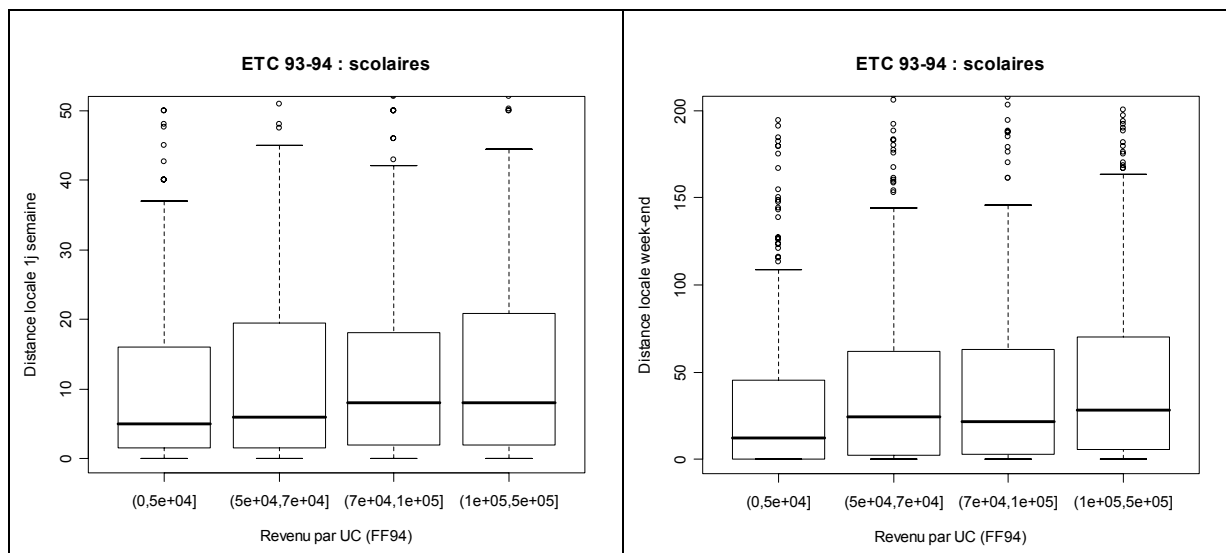 ETC 93-94 : scolaires
Distance locale 1j semaine
50
40
30
20
10
0
(0,5e+04]
(5e+04,7e+04]
(7e+04,1e+05]
(1e+05,5e+05]
Revenu par UC (FF94)
ETC 93-94 : scolaires
Distance locale week-end
200
150
100
50
0
(0,5e+04]
(5e+04,7e+04]
(7e+04,1e+05]
(1e+05,5e+05]
Revenu par UC (FF94)